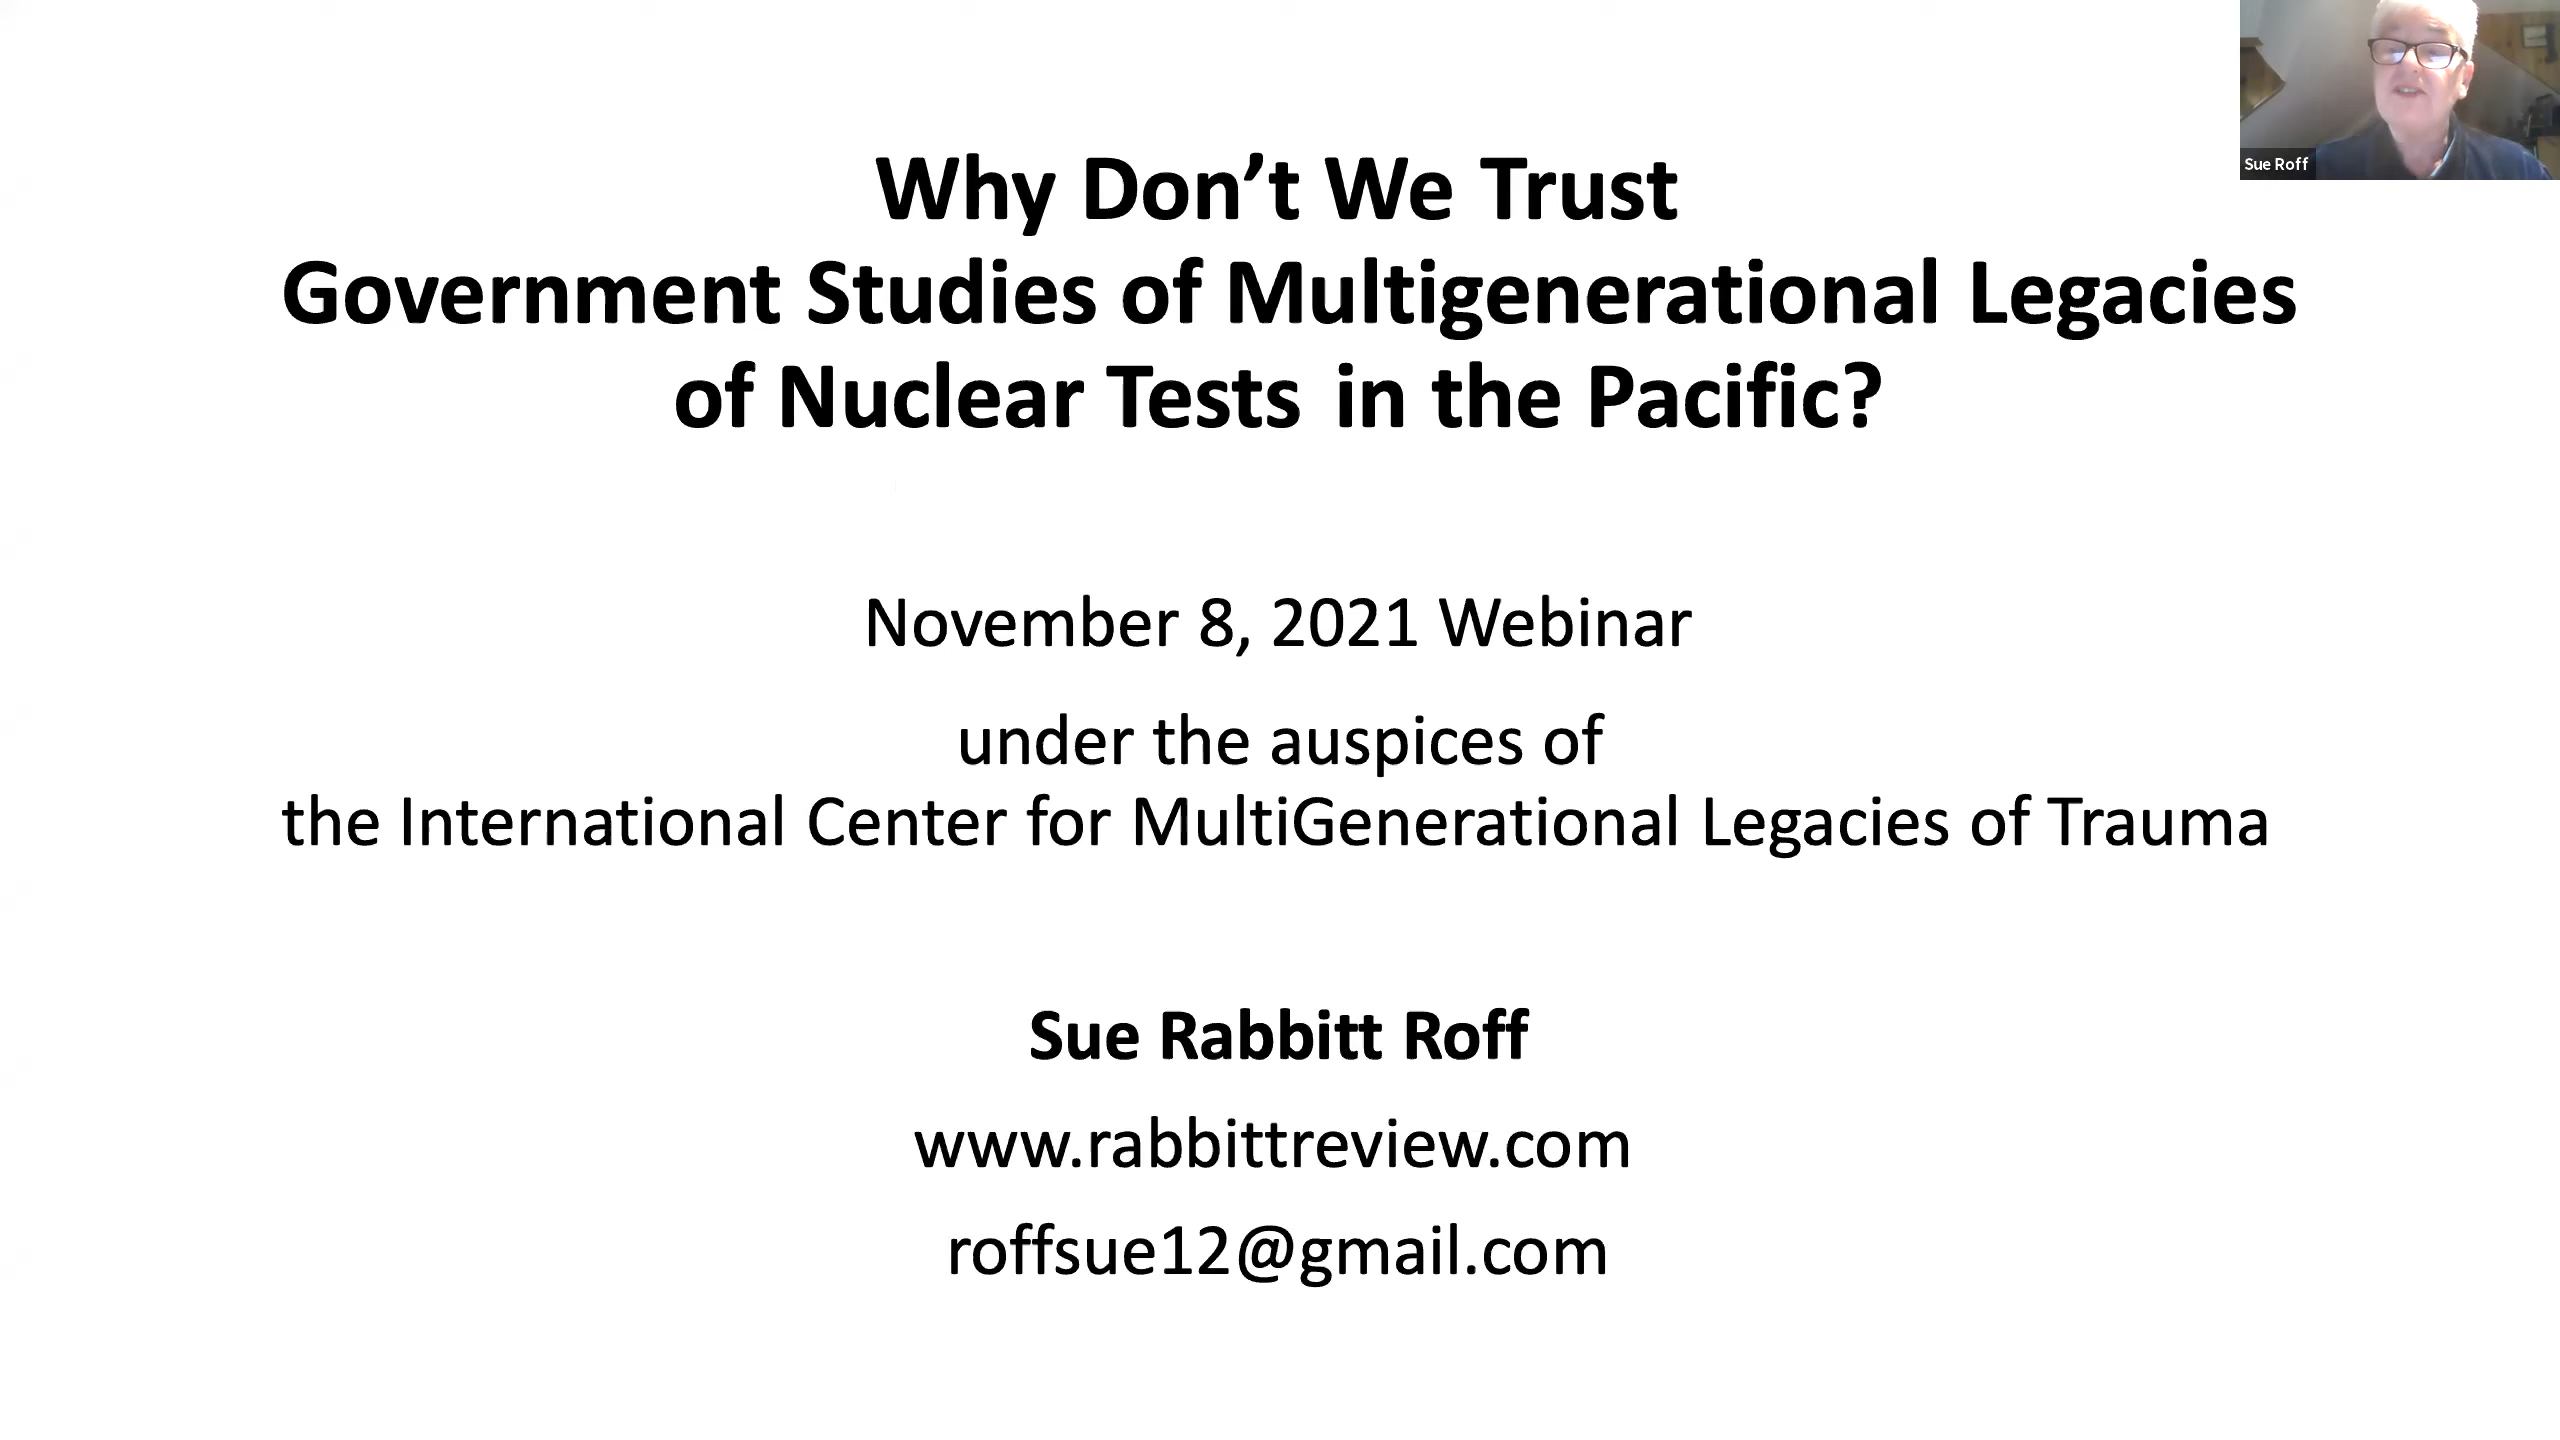 Sue Roff
Why Don’t We Trust
Government Studies of Multigenerational Legacies
of Nuclear Tests in the Pacific?
November 8, 2021 Webinar
under the auspices of
the International Center for MultiGenerational Legacies of Trauma
Sue Rabbitt Roff
www.rabbittreview.com
roffsue12@gmail.com